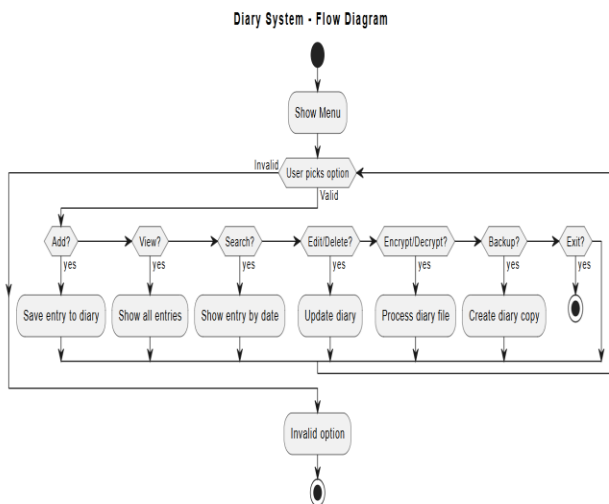 Diary System - Flow Diagram
Show Menu
Invalid
User picks option
Valid
Add?
View?
Search?
Edit/Delete?
Encrypt/Decrypt?
Backup?
Exit?
yes
yes
yes
yes
yes
yes
yes
Save entry to diary
Show all entries
Show entry by date
Update diary
Process diary file
Create diary copy
Invalid option